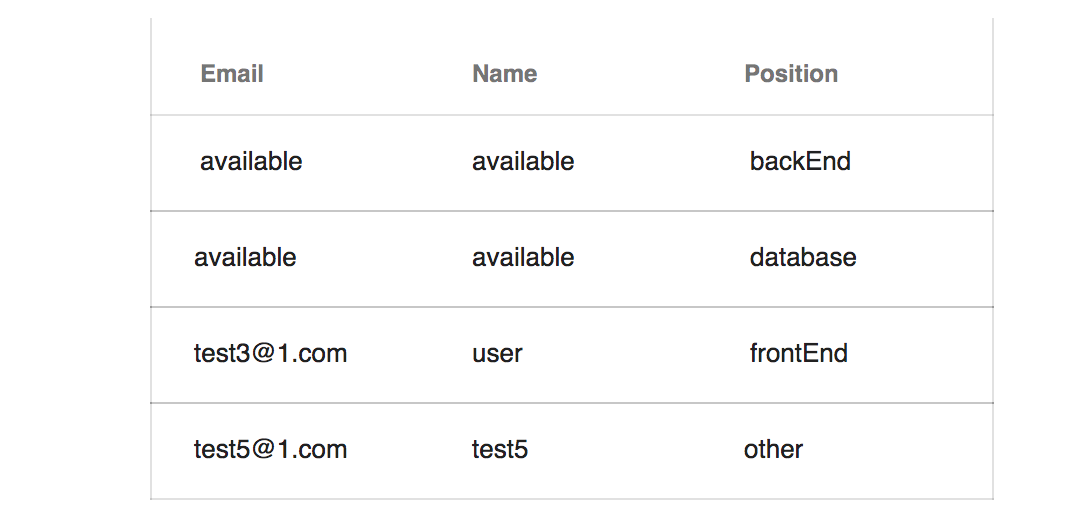 Email Name Position
available available backEnd
available available database
test3@1.com user frontEnd
test5@1.com test5 other